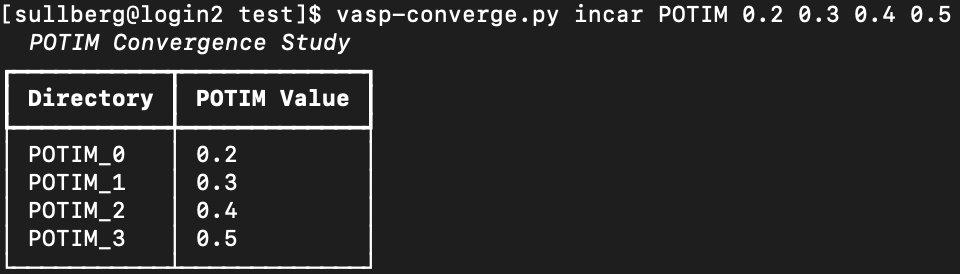 [sullberg@login2 test]$ vasp-converge.py incar POTIM 0.2 0.3 0.4 0.5
POTIM Convergence Study
Directory POTIM Value
POTIM_0 0.2
POTIM_1 0.3
POTIM_2 0.4
POTIM_3 0.5